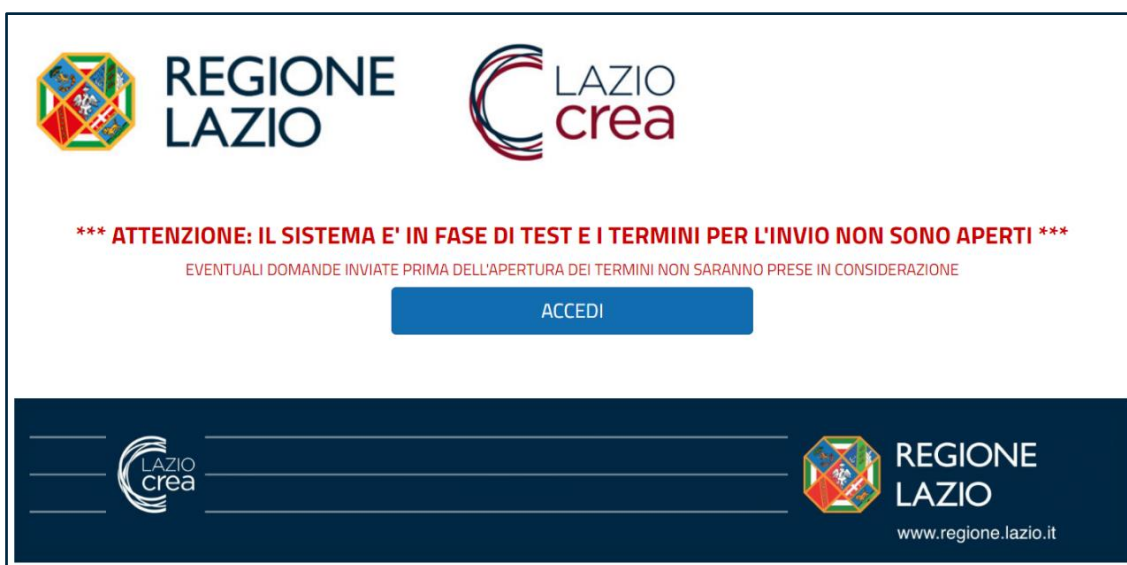 REGIONE
LAZIO
LAZIO
crea
*** ATTENZIONE: IL SISTEMA E' IN FASE DI TEST E I TERMINI PER L'INVIO NON SONO APERTI ***
EVENTUALI DOMANDE INVIATE PRIMA DELL'APERTURA DEI TERMINI NON SARANNO PRESE IN CONSIDERAZIONE
ACCEDI
LAZIO
crea
REGIONE
LAZIO
www.regione.lazio.it